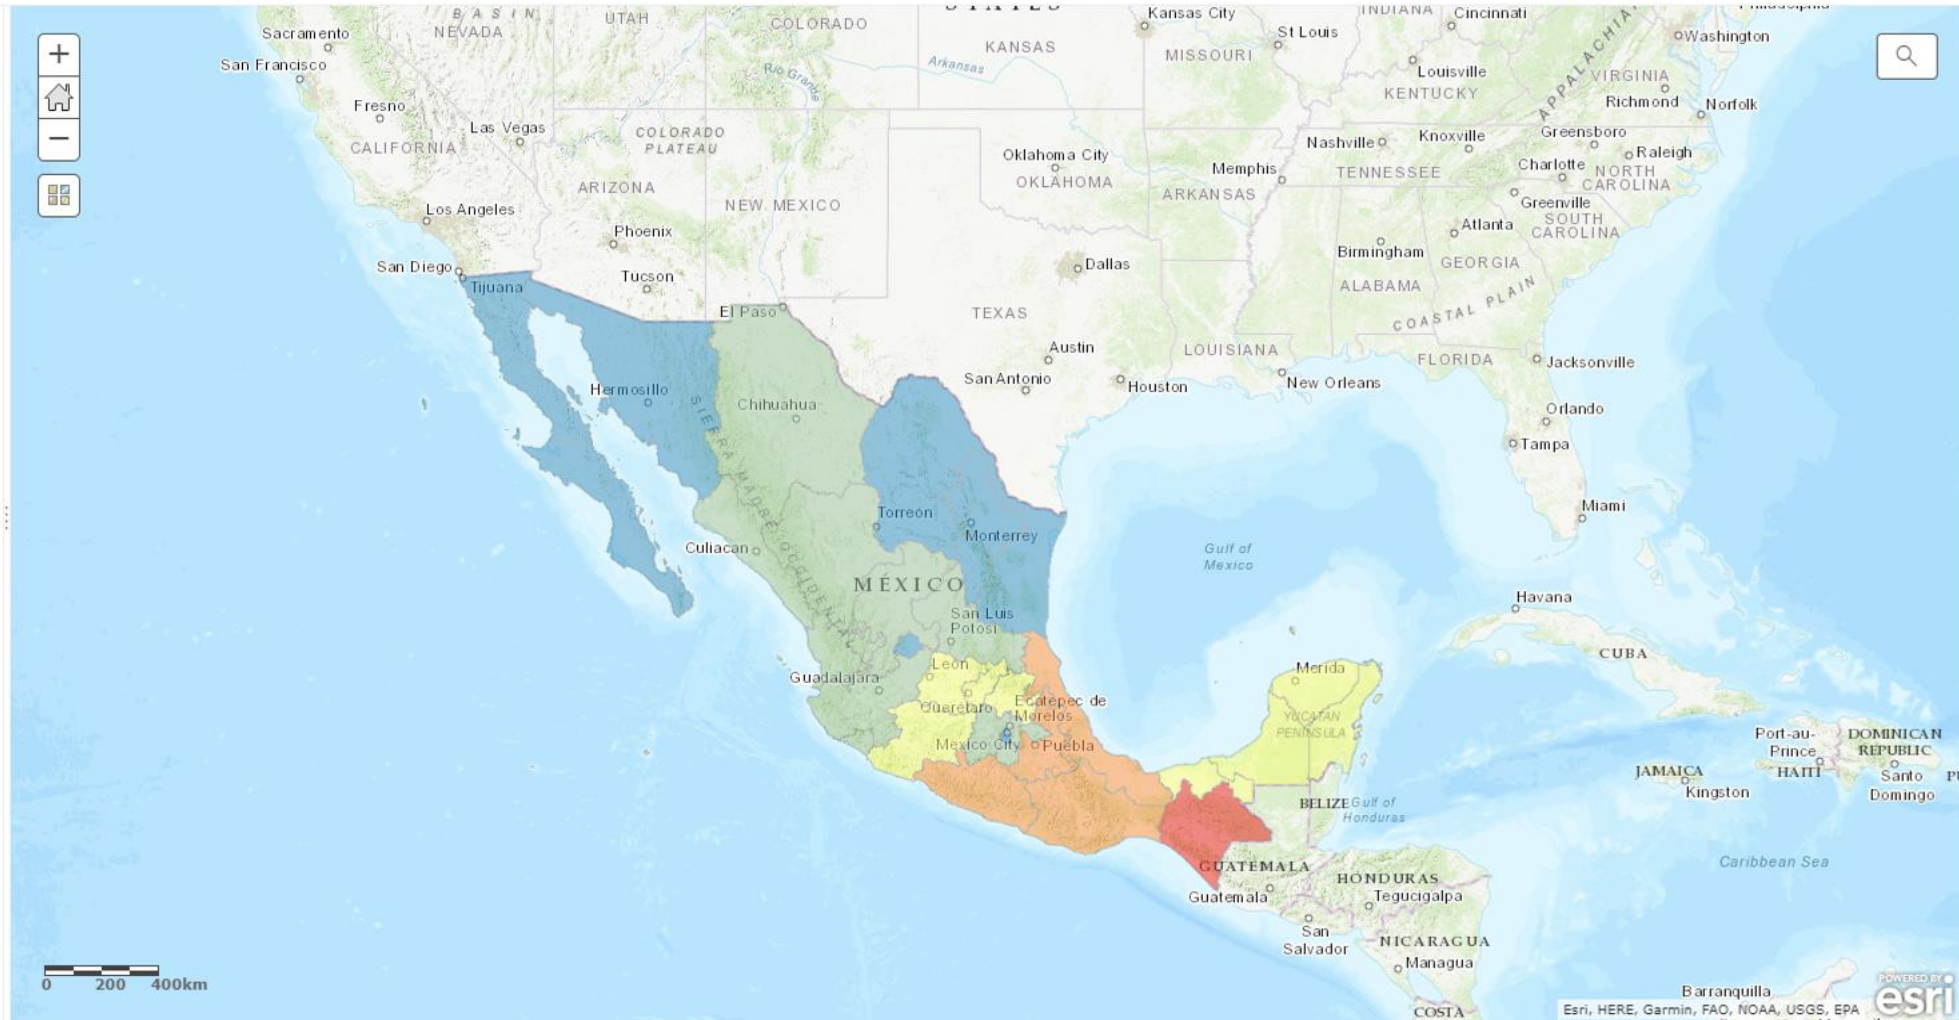 STATES
Philadelphia
BASIN
NEVADA
UTAH
COLORADO
Kansas City
INDIANA
Cincinnati
Sacramento
KANSAS
St Louis
Washington
MISSOURI
San Francisco
Arkansas
Rio Grande
Louisville
KENTUCKY
APPALACHIA
VIRGINIA
Richmond
Norfolk
Fresno
Las Vegas
COLORADO
PLATEAU
CALIFORNIA
Oklahoma City
OKLAHOMA
Nashville
Knoxville
Greensboro
Raleigh
Memphis
TENNESSEE
Charlotte
NORTH
CAROLINA
ARIZONA
NEW MEXICO
ARKANSAS
Greenville
Los Angeles
SOUTH
CAROLINA
Atlanta
Phoenix
Birmingham
GEORGIA
San Diego
Tucson
Dallas
Tijuana
ALABAMA
COASTAL PLAIN
El Paso
TEXAS
Austin
LOUISIANA
FLORIDA
Jacksonville
San Antonio
Houston
New Orleans
Hermosillo
Chihuahua
SIERRA MADRE OCCIDENTAL
Orlando
Tampa
Torreón
Miami
Monterrey
Culiacan
Gulf of
Mexico
MÉXICO
Havana
San Luis
Potosi
CUBA
Leon
Guadalajara
Merida
Ecatepec de
Morelos
Querétaro
YUCATAN
PENINSULA
Mexico City
Puebla
Port-au-
Prince
DOMINICAN
REPUBLIC
JAMAICA
HAITI
Kingston
Santo
Domingo
BELIZE
Gulf of
Honduras
GUATEMALA
Caribbean Sea
HONDURAS
Guatemala
Tegucigalpa
San
Salvador
NICARAGUA
Managua
0 200 400km
Barranquilla
COSTA
POWERED BY
esri
Esri, HERE, Garmin, FAO, NOAA, USGS, EPA